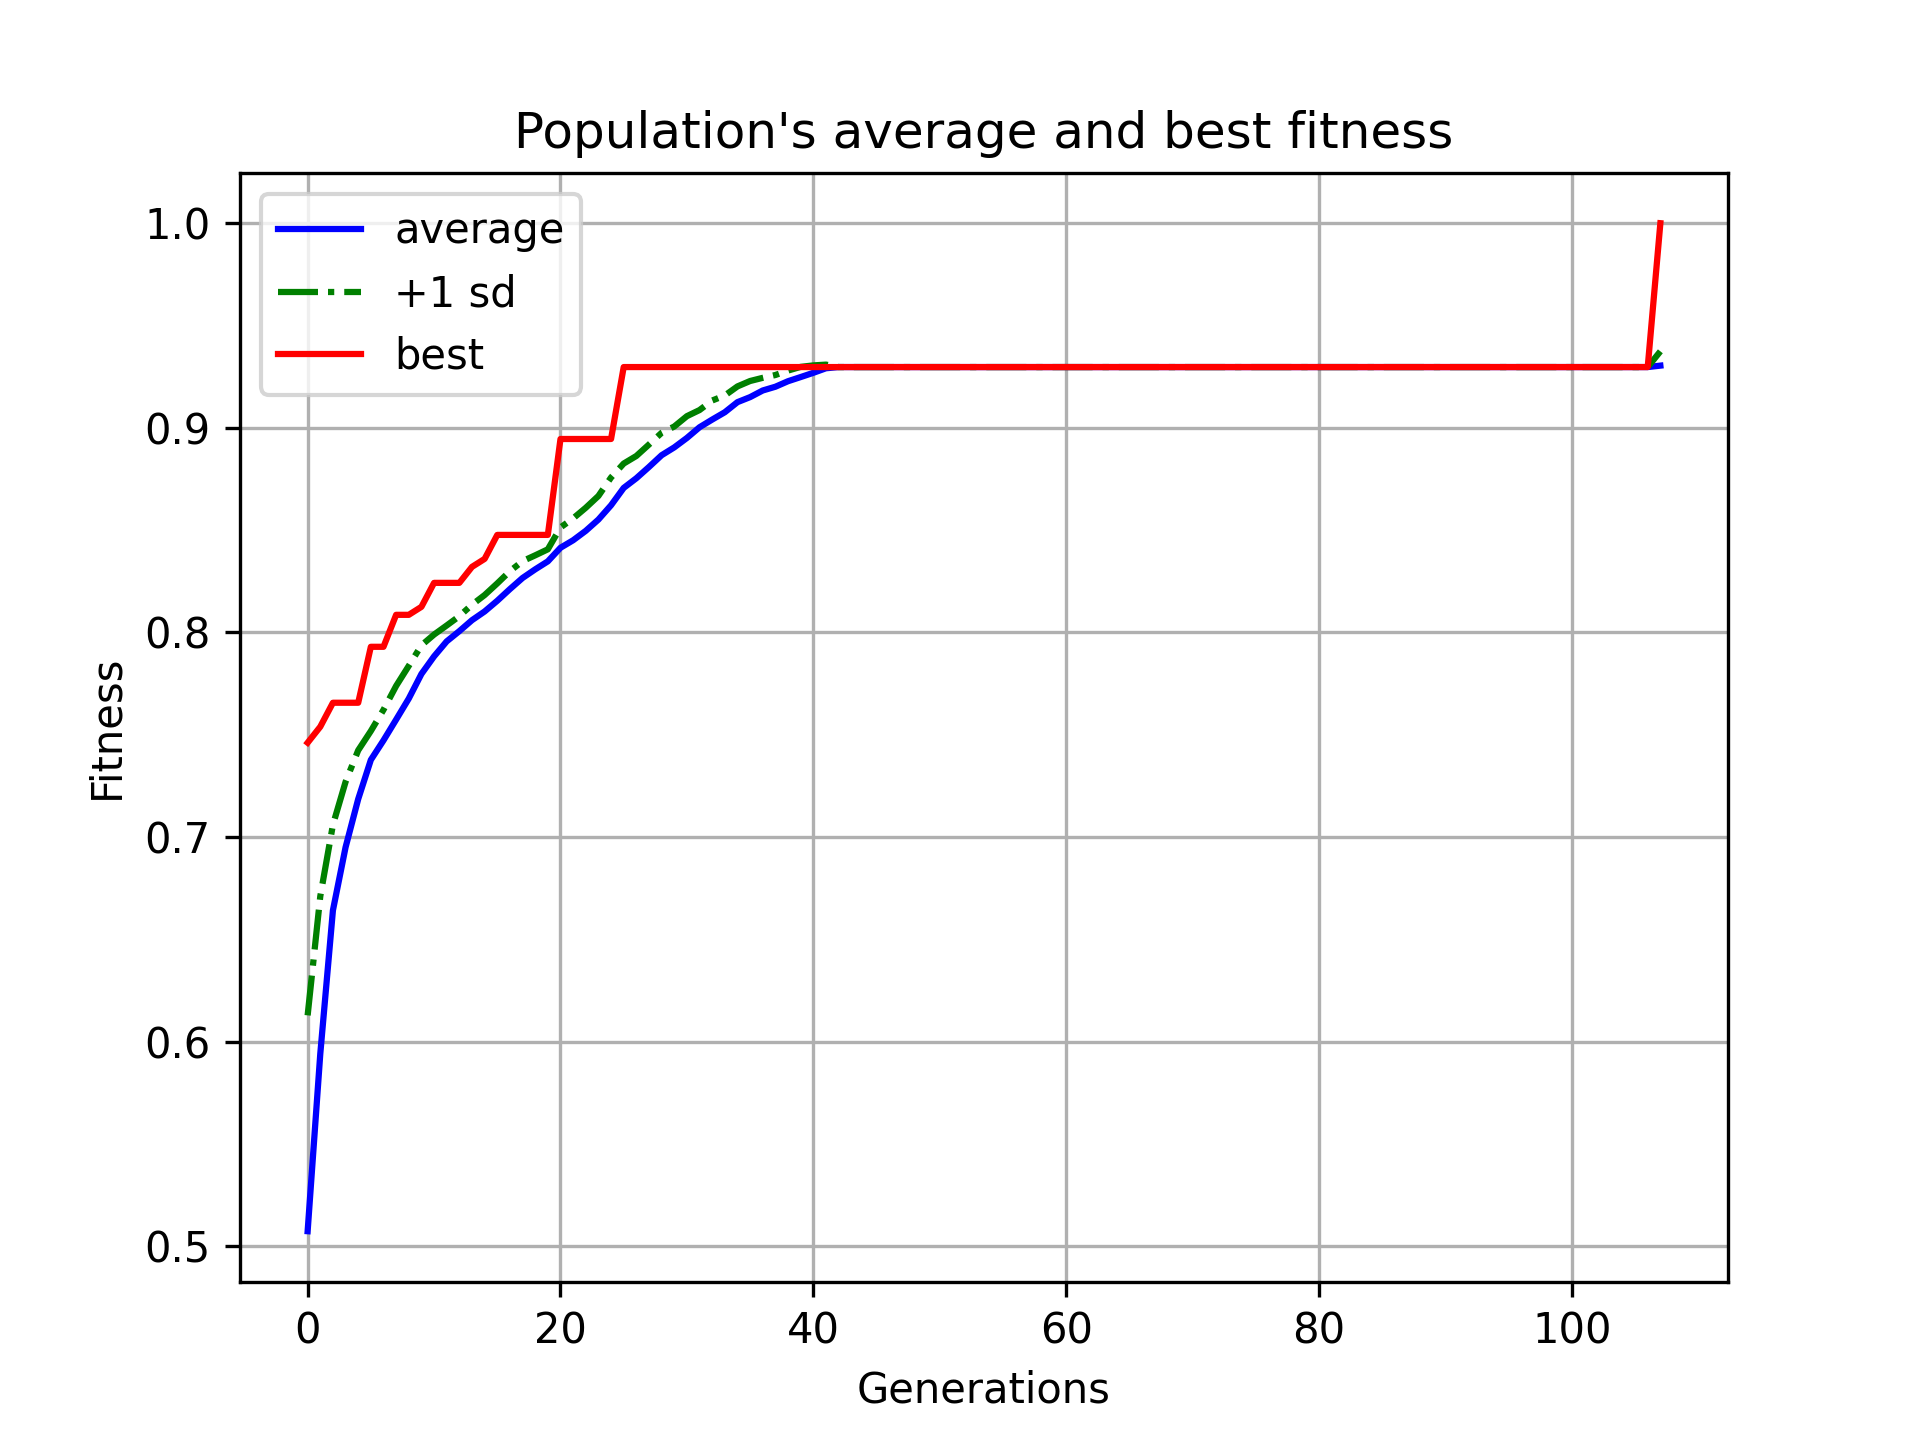 Population's average and best fitness
average
+1 sd
best
1.0
0.9
0.8
0.7
0.6
0.5
Fitness
0 20 40 60 80 100
Generations